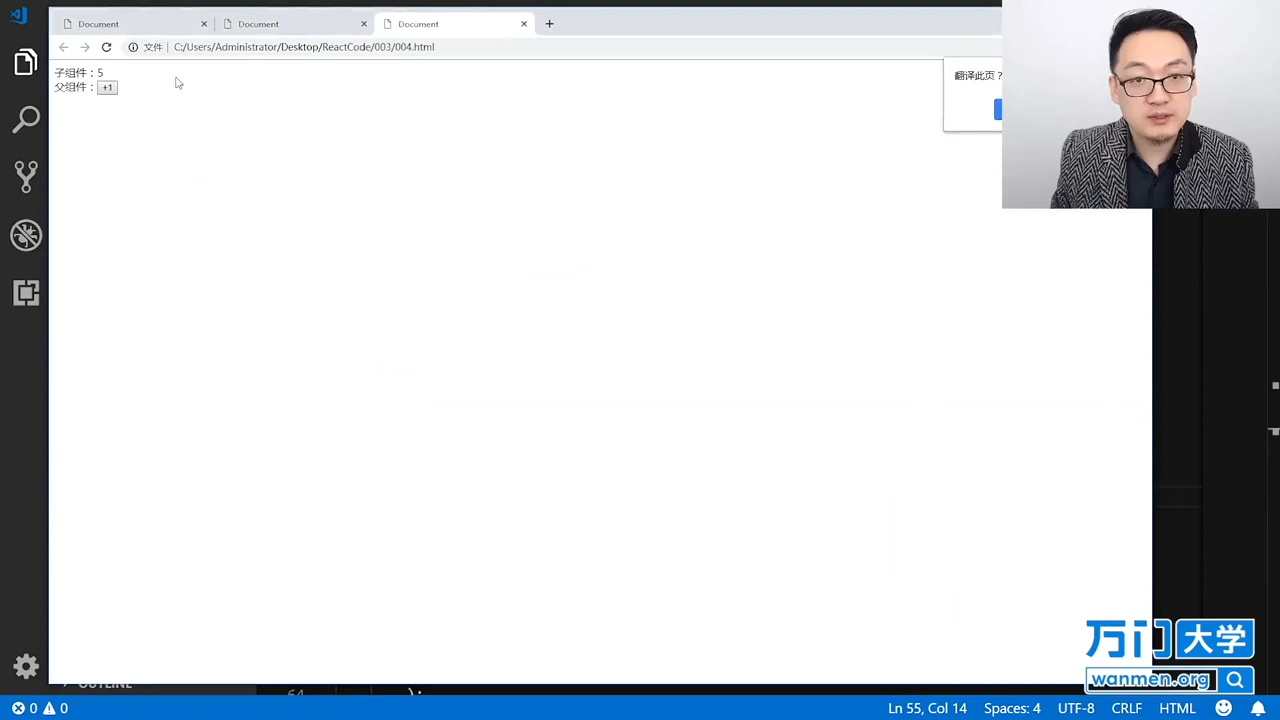 Document
Document
Document
文件
C:/Users/Administrator/Desktop/ReactCode/003/004.html
子组件：5
父组件：
+1
翻译此页？
万门大学
wanmen.org
OUTLINE
64
);
0
0
Ln 55, Col 14
Spaces: 4
UTF-8
CRLF
HTML